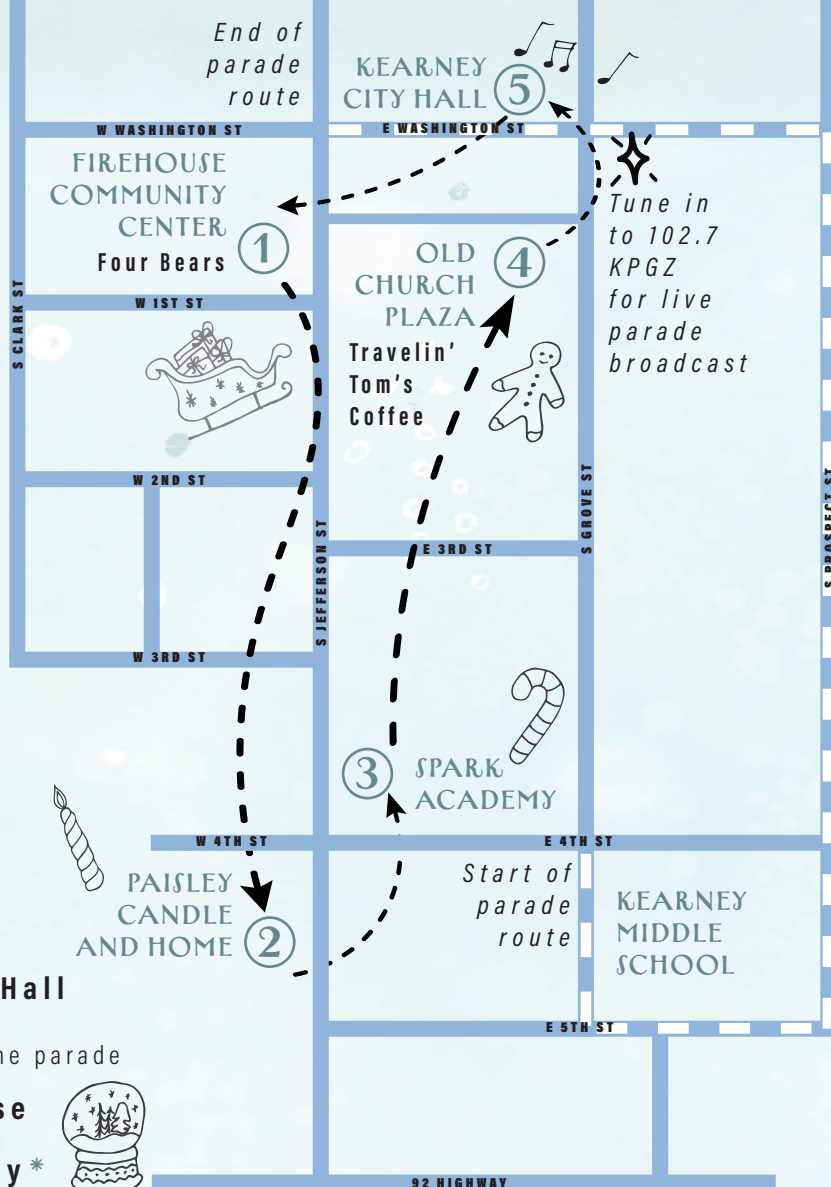 End of
parade
route
KEARNEY
CITY HALL
5
W WASHINGTON ST
E WASHINGTON ST
FIREHOUSE
COMMUNITY
CENTER
1
Four Bears
Tune in
to 102.7
KPGZ
for live
parade
broadcast
OLD
CHURCH
PLAZA
4
Travelin'
Tom's
Coffee
S CLARK ST
W 1ST ST
W 2ND ST
S JEFFERSON ST
S GROVE ST
S PROSPECT ST
E 3RD ST
W 3RD ST
3
SPARK
ACADEMY
W 4TH ST
E 4TH ST
PAISLEY
CANDLE
AND HOME
2
Start of
parade
route
KEARNEY
MIDDLE
SCHOOL
Hall
E 5TH ST
he parade
se
y*
92 HIGHWAY